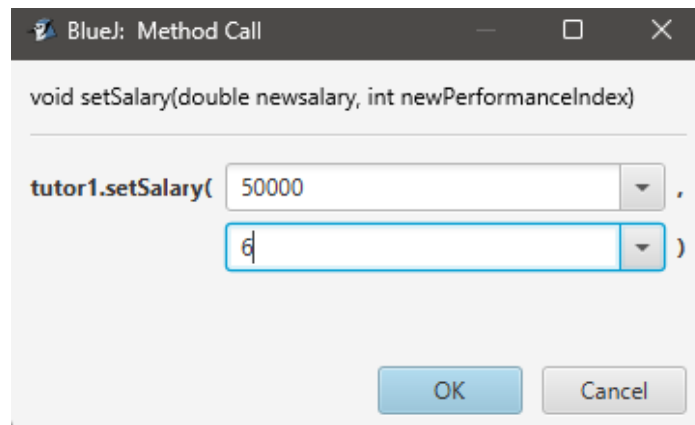 BlueJ: Method Call
void setSalary(double newsalary, int newPerformanceIndex)
tutor1.setSalary( 50000 ,
6 )
OK Cancel